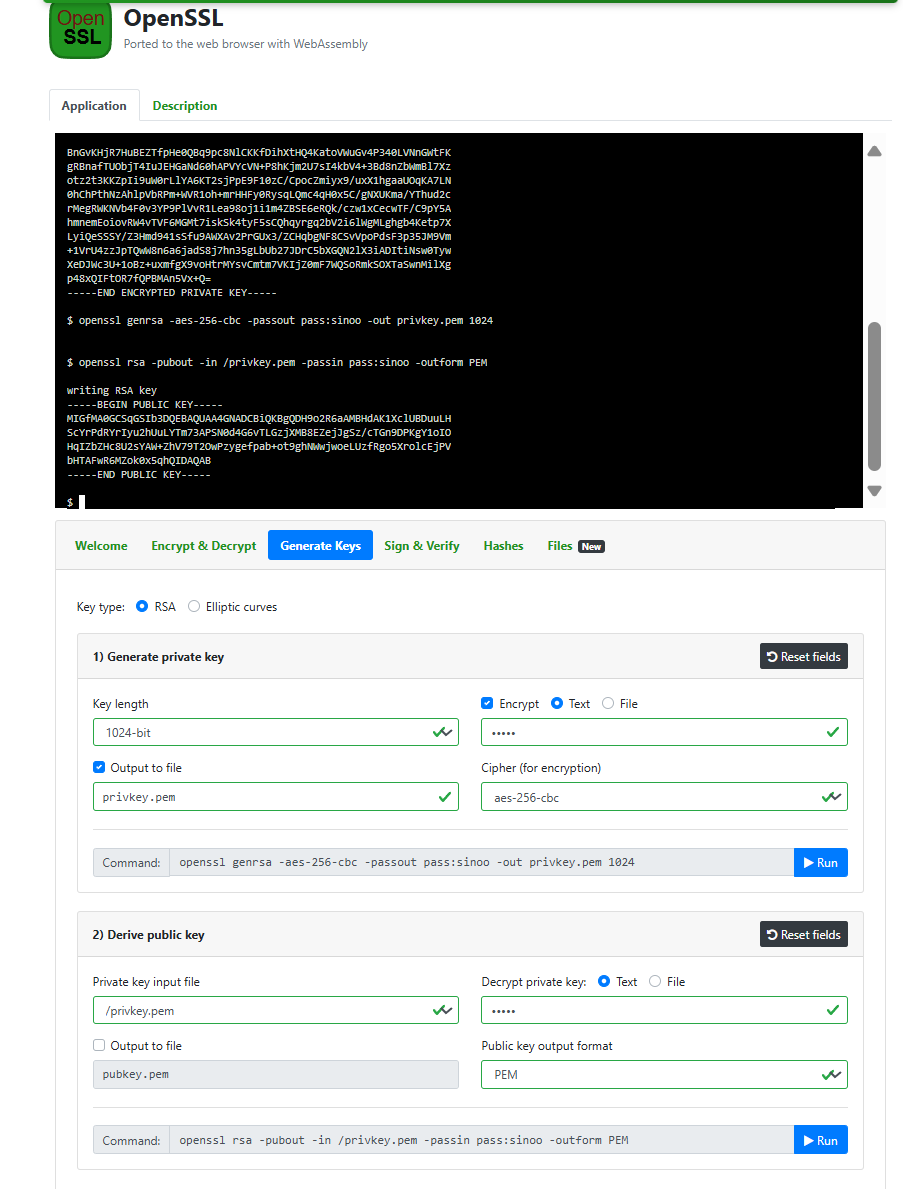 Open
SSL
OpenSSL
Ported to the web browser with WebAssembly
Application
Description
BnGvKHjR7HuBEZTfpHe0QBq9pc8NlCKKfDihXtHQ4KatoVWuGv4P340LVNnGWtFK
gRBnafTUObjT4IuJEHGaNd60hAPVYcVN+P8hKjm2U7sI4kbV4+3Bd8nZbWmBl7Xz
otz2t3KKZpIi9uW0rLlYA6KT2sjPpE9F10zC/CpocZmiyx9/uxX1hgaaUOqKA7LN
0hChPthNzAhlpVbRPm+WVR1oh+mrHHFy0RysqLQmc4qH0x5C/gNXUKma/YThud2c
rMegRWKNVb4F0v3YP9PlVvR1Lea98oj1i1m4ZBSE6eRQk/czw1xCecwTF/C9pY5A
hmnemEoiovRW4vTVF6MGMt7iskSk4tyF5sCQhqyrgq2bV2i6lWgMLghgb4Ketp7X
LyiQeSSSY/Z3Hmd941sSfu9AWXAv2PrGUx3/ZCHqbgNF8CSvVpoPdsF3p35JM9Vm
+1VrU4zzJpTQwW8n6a6jadS8j7hn35gLbUb27JDrC5bXGQN2lX3iADItiNsw0Tyw
XeDJWc3U+1oBz+uxmfgX9voHtrMYsvCmtm7VKIjZ0mF7WQSoRmkSOXTaSwnMilXg
p48xQIFtOR7fQPBMAn5Vx+Q=
-----END ENCRYPTED PRIVATE KEY-----
$ openssl genrsa -aes-256-cbc -passout pass:sinoo -out privkey.pem 1024
$ openssl rsa -pubout -in /privkey.pem -passin pass:sinoo -outform PEM
writing RSA key
-----BEGIN PUBLIC KEY-----
MIGfMA0GCSqGSIb3DQEBAQUAA4GNADCBiQKBgQDH9o2R6aAMBHdAK1XclUBDuuLH
ScYrPdRYrIyu2hUuLYTm73APSN0d4G6vTLGzjXMB8EZejJgSz/cTGn9DPKgY1oIO
HqIZbZHc8U2sYAW+ZhV79T2OwPzygefpab+ot9ghNWwjwoeLUzfRgo5XrolcEjPV
bHTAFwR6MZok0x5qhQIDAQAB
-----END PUBLIC KEY-----
$
Welcome
Encrypt & Decrypt
Generate Keys
Sign & Verify
Hashes
Files New
Key type: RSA Elliptic curves
1) Generate private key
Reset fields
Key length
Encrypt Text File
1024-bit
•••••
Output to file
Cipher (for encryption)
privkey.pem
aes-256-cbc
Command: openssl genrsa -aes-256-cbc -passout pass:sinoo -out privkey.pem 1024
Run
2) Derive public key
Reset fields
Private key input file
Decrypt private key: Text File
/privkey.pem
•••••
Output to file
Public key output format
pubkey.pem
PEM
Command: openssl rsa -pubout -in /privkey.pem -passin pass:sinoo -outform PEM
Run